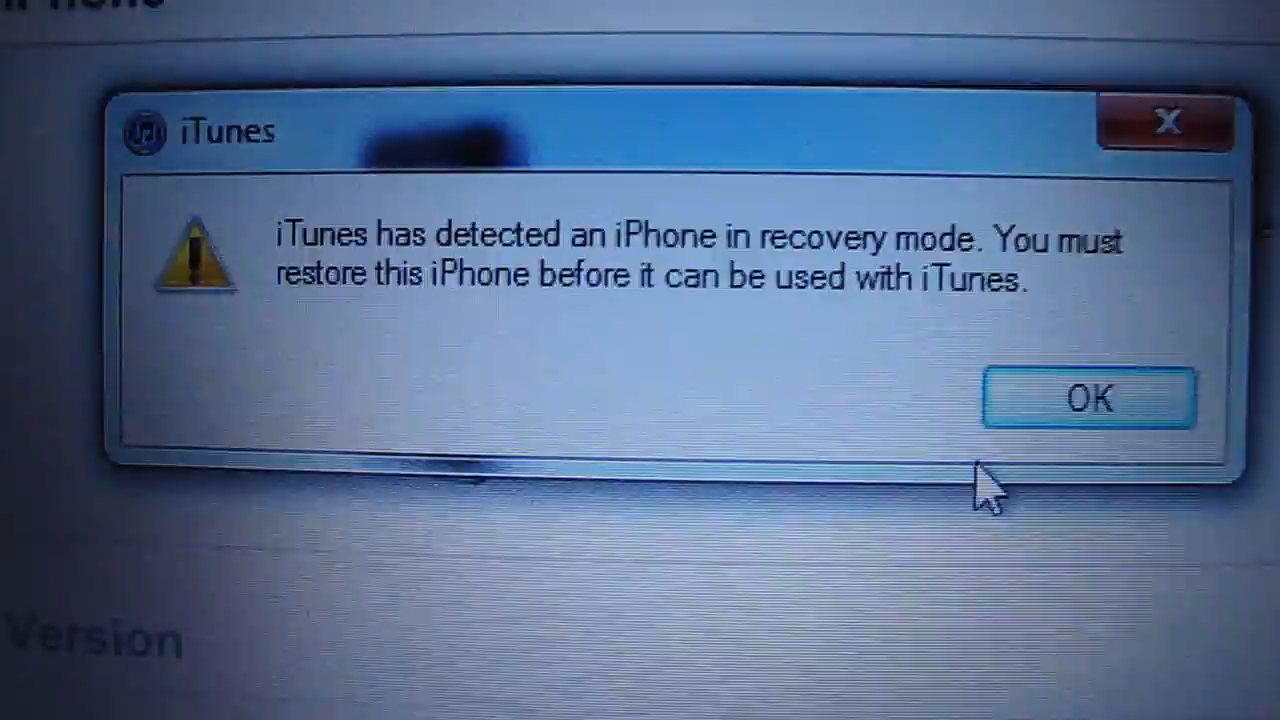 iPhone
iTunes
X
iTunes has detected an iPhone in recovery mode. You must
restore this iPhone before it can be used with iTunes.
OK
Version